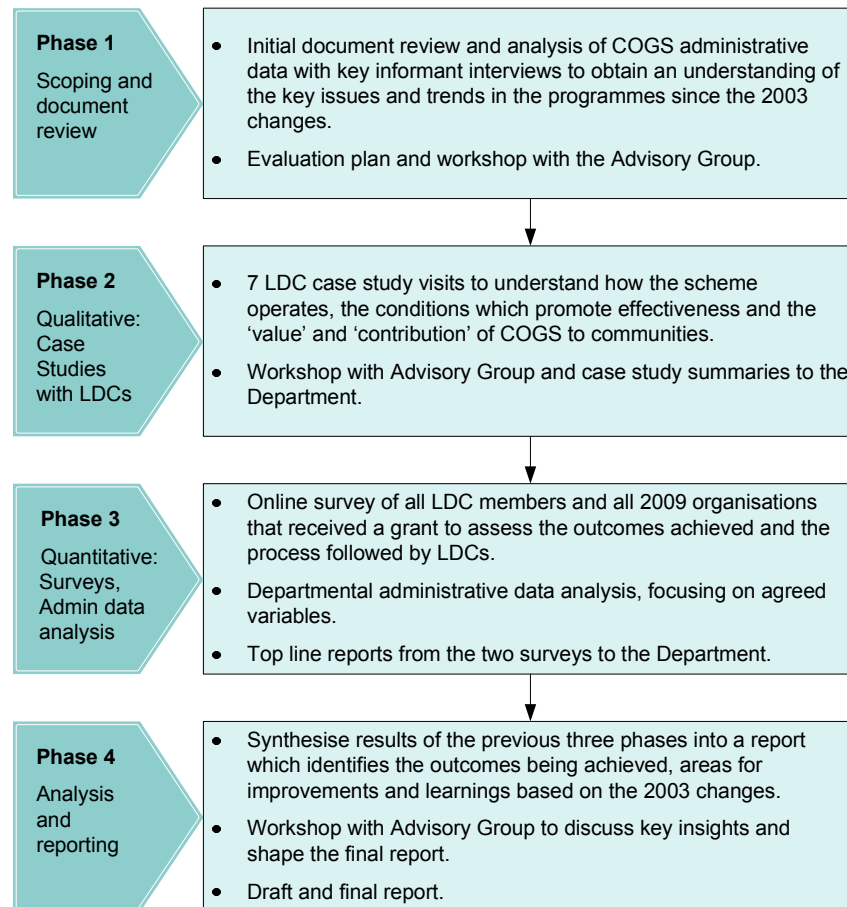 Phase 1
Scoping and
document
review
• Initial document review and analysis of COGS administrative
data with key informant interviews to obtain an understanding of
the key issues and trends in the programmes since the 2003
changes.
• Evaluation plan and workshop with the Advisory Group.
Phase 2
Qualitative:
Case
Studies
with LDCs
• 7 LDC case study visits to understand how the scheme
operates, the conditions which promote effectiveness and the
‘value’ and ‘contribution’ of COGS to communities.
• Workshop with Advisory Group and case study summaries to the
Department.
Phase 3
Quantitative:
Surveys,
Admin data
analysis
• Online survey of all LDC members and all 2009 organisations
that received a grant to assess the outcomes achieved and the
process followed by LDCs.
• Departmental administrative data analysis, focusing on agreed
variables.
• Top line reports from the two surveys to the Department.
Phase 4
Analysis
and
reporting
• Synthesise results of the previous three phases into a report
which identifies the outcomes being achieved, areas for
improvements and learnings based on the 2003 changes.
• Workshop with Advisory Group to discuss key insights and
shape the final report.
• Draft and final report.